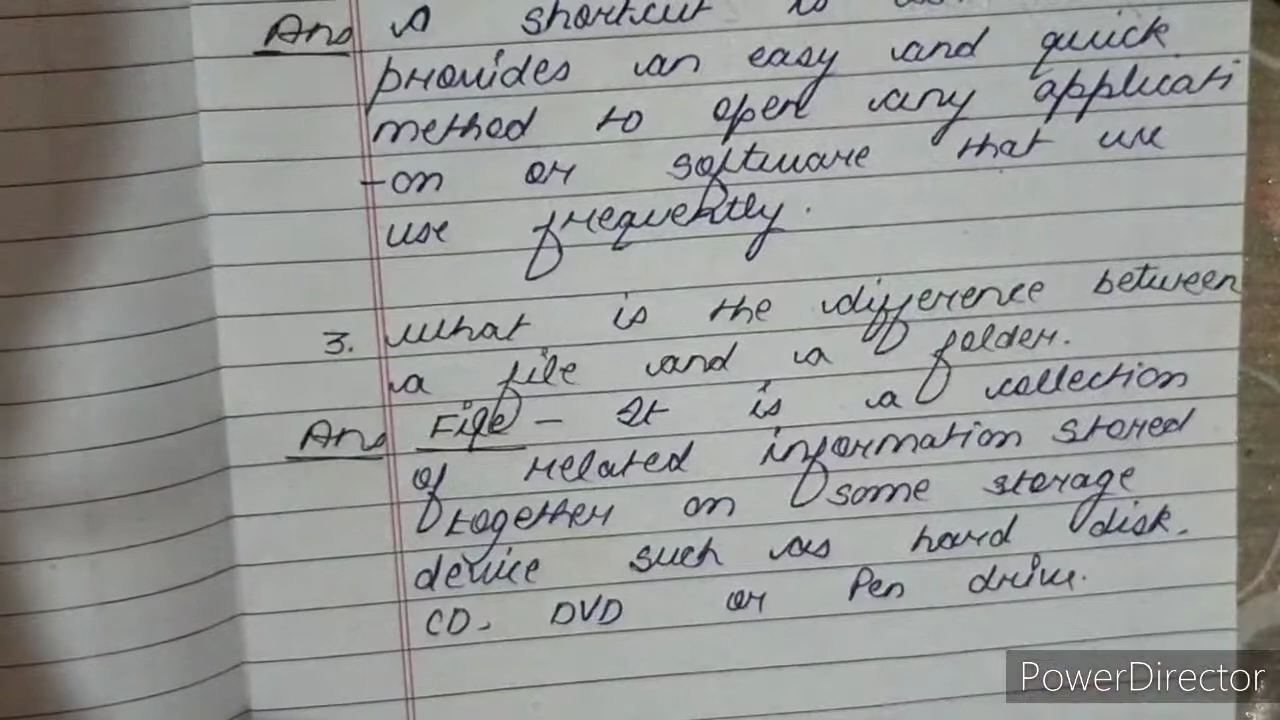 Ans A shortcut is
provides an easy and quick
method to open any applicati
-on or software that we
use frequently.
3. What is the difference between
a file and a folder.
Ans File - It is a collection
of related information stored
together on some storage
device such as hard disk.
CD. DVD or Pen drive.
PowerDirector